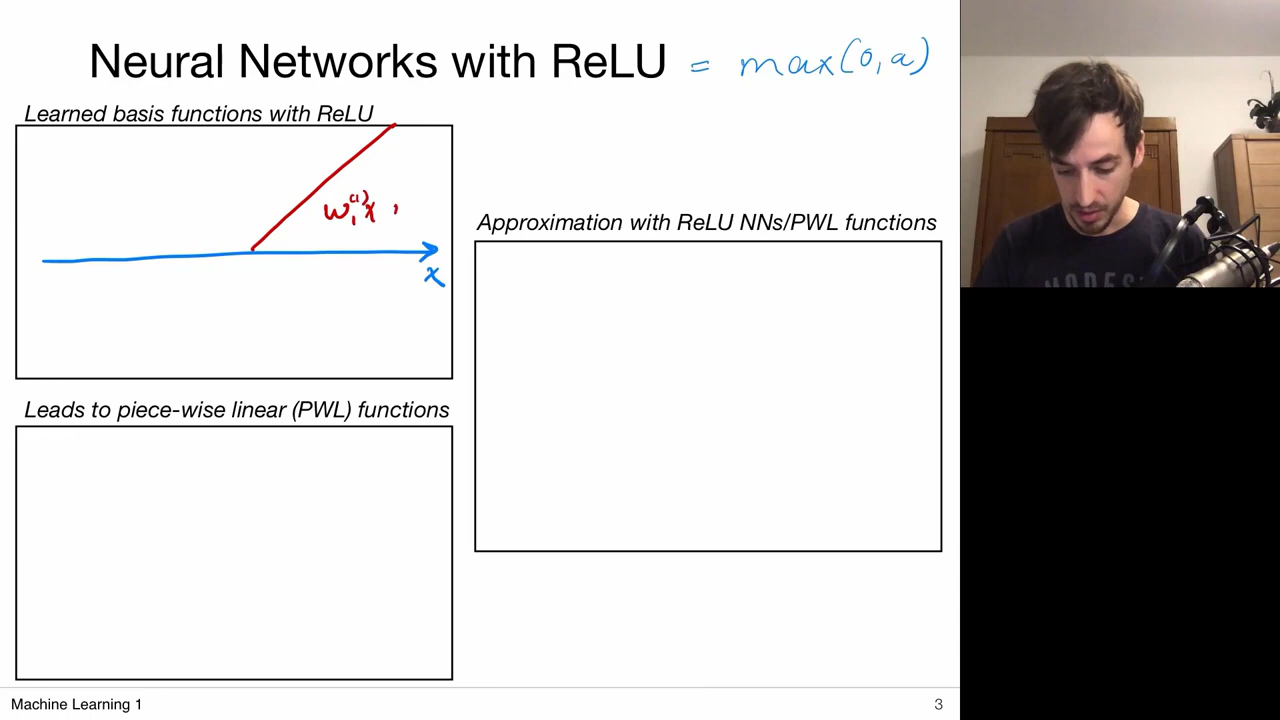 Neural Networks with ReLU = max(0,a)
Learned basis functions with ReLU
w₁⁽¹⁾x
x
Leads to piece-wise linear (PWL) functions
Approximation with ReLU NNs/PWL functions
Machine Learning 1
3